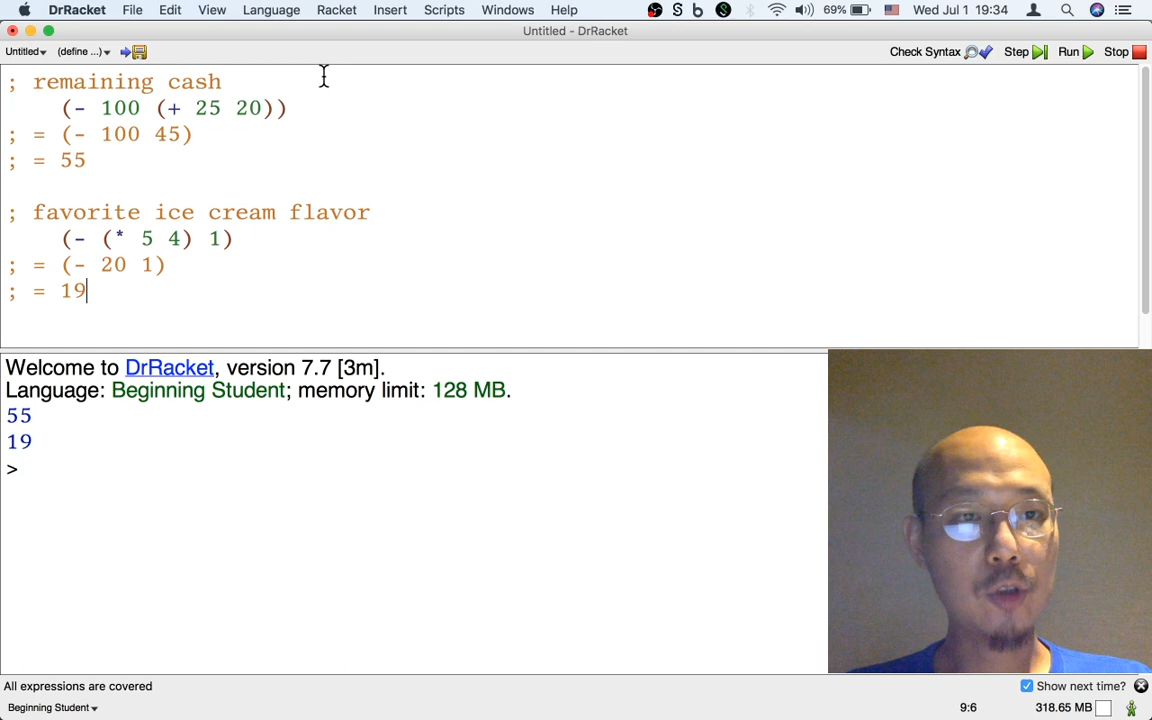 DrRacket File Edit View Language Racket Insert Scripts Windows Help 69% Wed Jul 1 19:34
Untitled - DrRacket
Untitled (define ...) Check Syntax Step Run Stop
; remaining cash
(- 100 (+ 25 20))
; = (- 100 45)
; = 55
; favorite ice cream flavor
(- (* 5 4) 1)
; = (- 20 1)
; = 19
Welcome to DrRacket, version 7.7 [3m].
Language: Beginning Student; memory limit: 128 MB.
55
19
>
All expressions are covered Show next time?
Beginning Student 9:6 318.65 MB